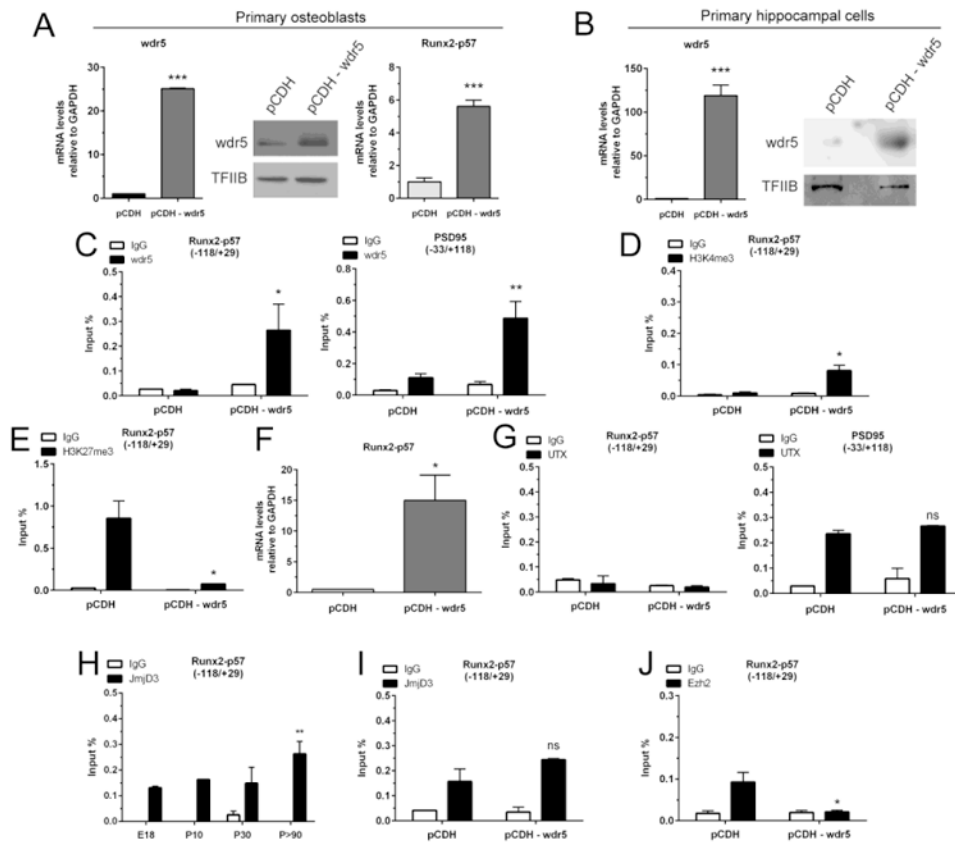 Primary osteoblasts
Primary hippocampal cells
A
wdr5
mRNA levels
relative to GAPDH
30
20
10
0
***
pCDH
pCDH - wdr5
pCDH
pCDH - wdr5
wdr5
TFIIB
Runx2-p57
mRNA levels
relative to GAPDH
8
6
4
2
0
***
pCDH
pCDH - wdr5
B
wdr5
mRNA levels
relative to GAPDH
150
100
50
0
***
pCDH
pCDH - wdr5
pCDH
pCDH - wdr5
wdr5
TFIIB
C
Runx2-p57
(-118/+29)
IgG
wdr5
Input %
0.5
0.4
0.3
0.2
0.1
0.0
*
pCDH
pCDH - wdr5
PSD95
(-33/+118)
IgG
wdr5
Input %
0.8
0.6
0.4
0.2
0.0
**
pCDH
pCDH - wdr5
D
Runx2-p57
(-118/+29)
IgG
H3K4me3
Input %
0.4
0.3
0.2
0.1
0.0
*
pCDH
pCDH - wdr5
E
Runx2-p57
(-118/+29)
IgG
H3K27me3
Input %
1.5
1.0
0.5
0.0
*
pCDH
pCDH - wdr5
F
Runx2-p57
mRNA levels
relative to GAPDH
20
15
10
5
0
*
pCDH
pCDH - wdr5
G
Runx2-p57
(-118/+29)
IgG
UTX
Input %
0.5
0.4
0.3
0.2
0.1
0.0
pCDH
pCDH - wdr5
PSD95
(-33/+118)
IgG
UTX
Input %
0.5
0.4
0.3
0.2
0.1
0.0
ns
pCDH
pCDH - wdr5
H
Runx2-p57
(-118/+29)
IgG
JmjD3
Input %
0.5
0.4
0.3
0.2
0.1
0.0
**
E18
P10
P30
P>90
I
Runx2-p57
(-118/+29)
IgG
JmjD3
Input %
0.5
0.4
0.3
0.2
0.1
0.0
ns
pCDH
pCDH - wdr5
J
Runx2-p57
(-118/+29)
IgG
Ezh2
Input %
0.3
0.2
0.1
0.0
*
pCDH
pCDH - wdr5